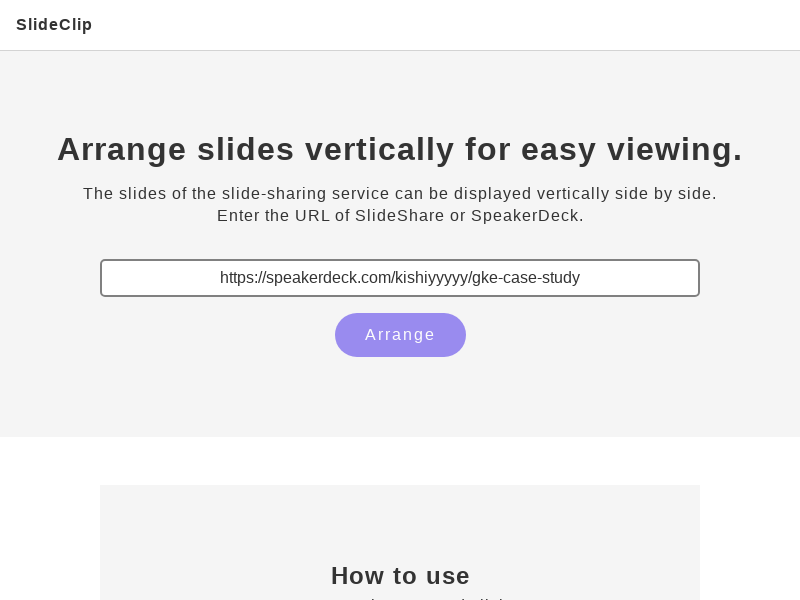 SlideClip
Arrange slides vertically for easy viewing.
The slides of the slide-sharing service can be displayed vertically side by side.
Enter the URL of SlideShare or SpeakerDeck.
https://speakerdeck.com/kishiyyyyy/gke-case-study
Arrange
How to use